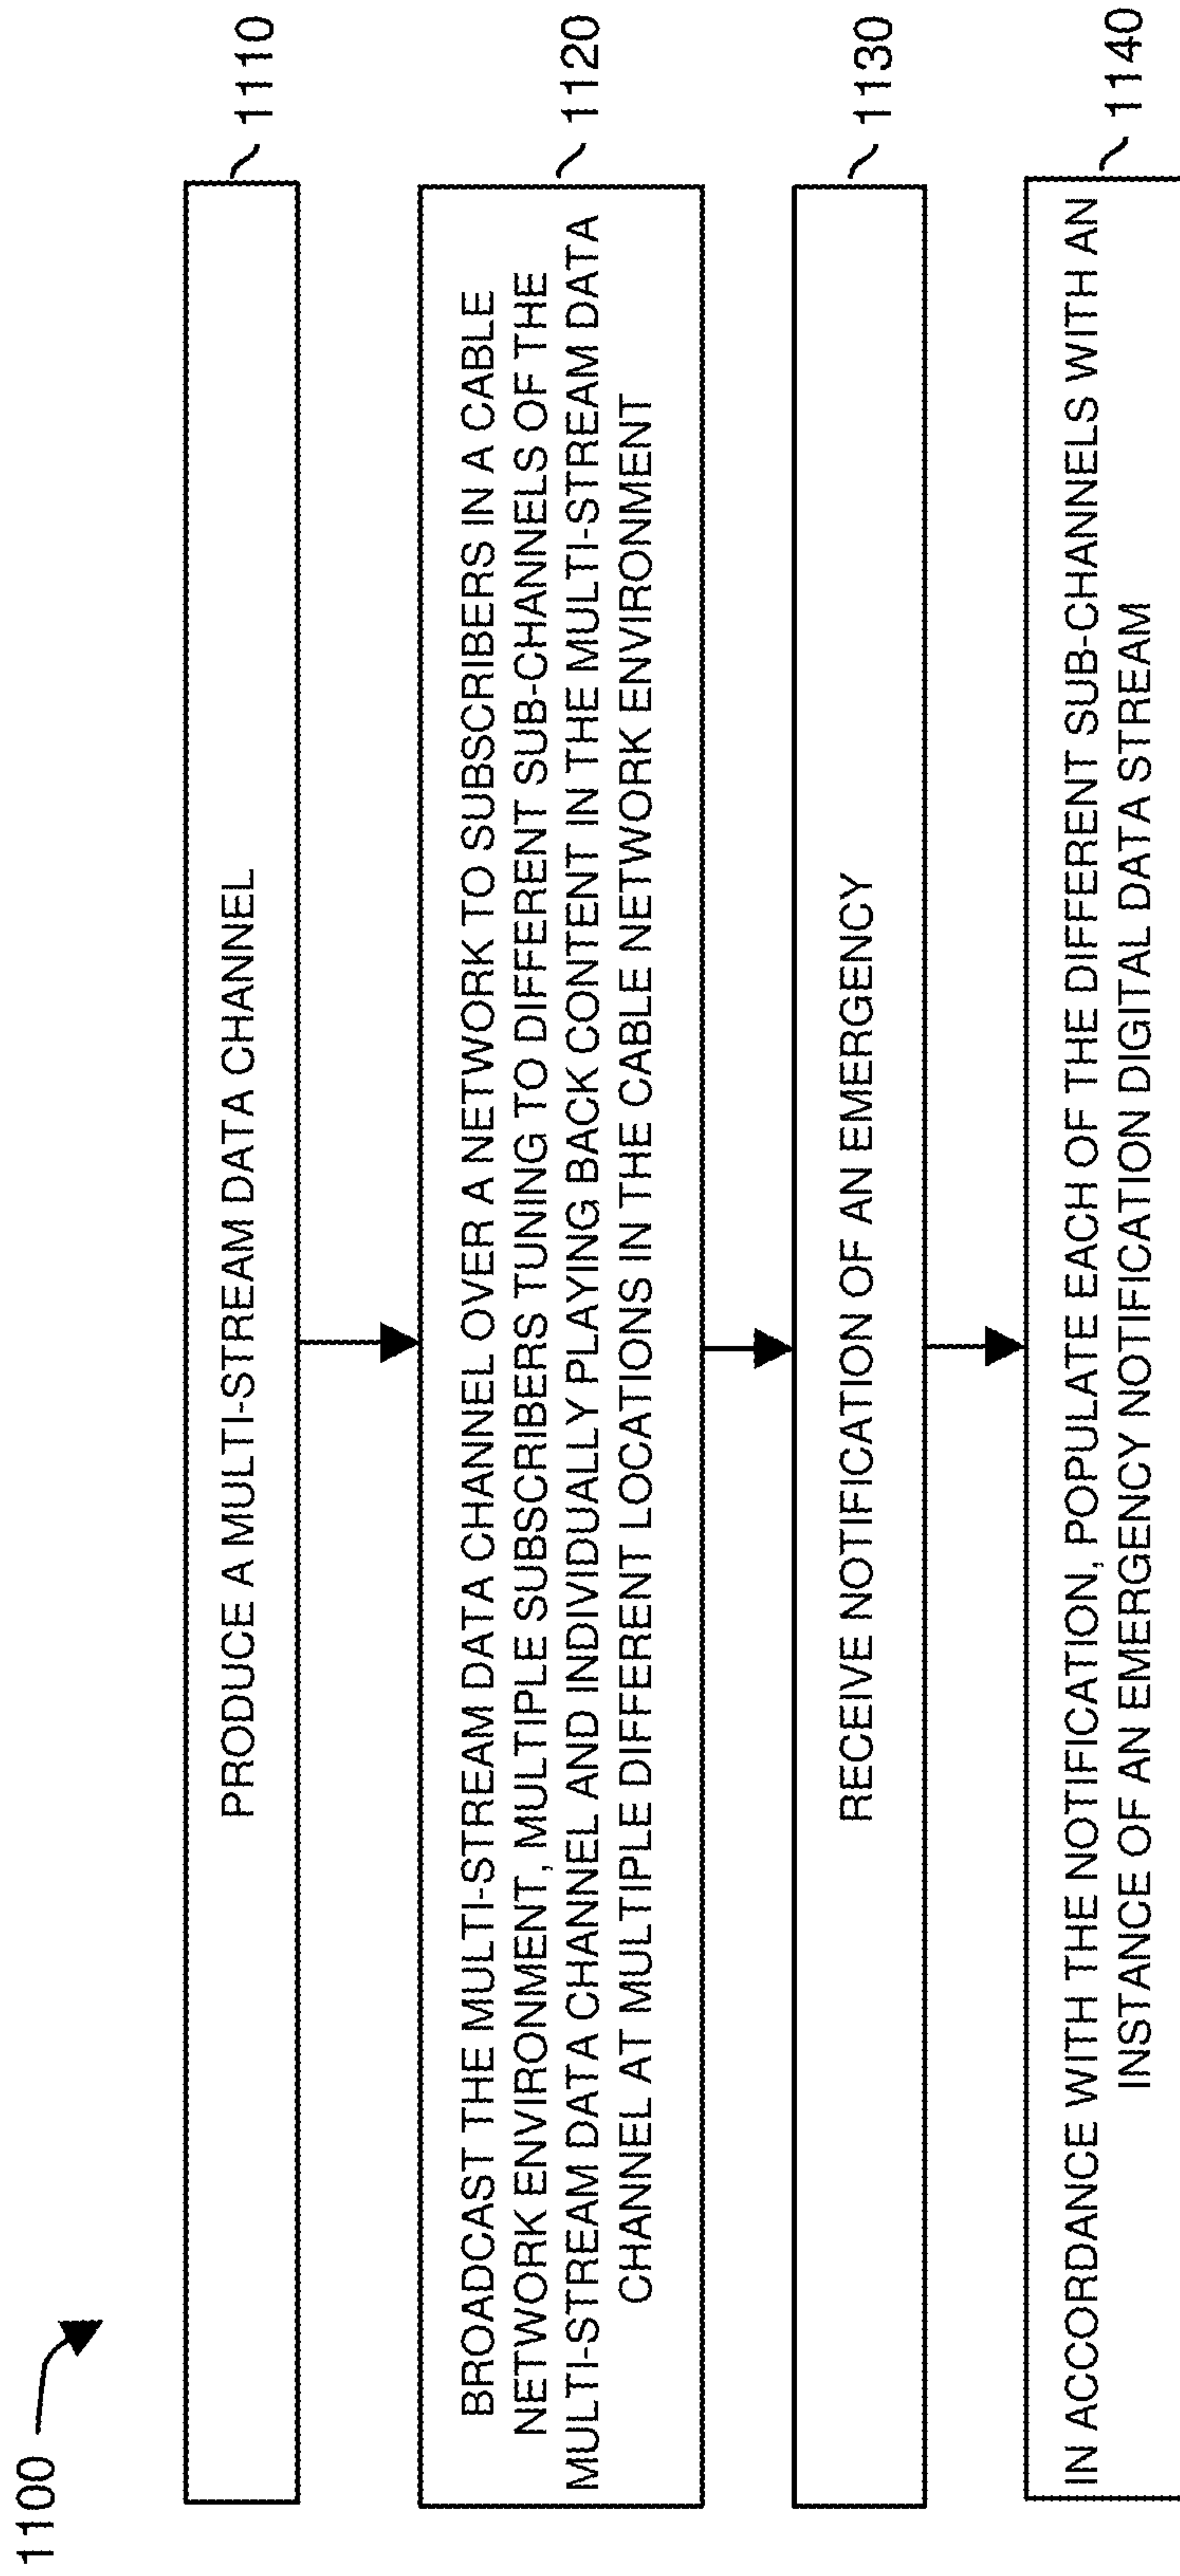 1100
PRODUCE A MULTI-STREAM DATA CHANNEL
1110
BROADCAST THE MULTI-STREAM DATA CHANNEL OVER A NETWORK TO SUBSCRIBERS IN A CABLE
NETWORK ENVIRONMENT, MULTIPLE SUBSCRIBERS TUNING TO DIFFERENT SUB-CHANNELS OF THE
MULTI-STREAM DATA CHANNEL AND INDIVIDUALLY PLAYING BACK CONTENT IN THE MULTI-STREAM DATA
CHANNEL AT MULTIPLE DIFFERENT LOCATIONS IN THE CABLE NETWORK ENVIRONMENT
1120
RECEIVE NOTIFICATION OF AN EMERGENCY
1130
IN ACCORDANCE WITH THE NOTIFICATION, POPULATE EACH OF THE DIFFERENT SUB-CHANNELS WITH AN
INSTANCE OF AN EMERGENCY NOTIFICATION DIGITAL DATA STREAM
1140